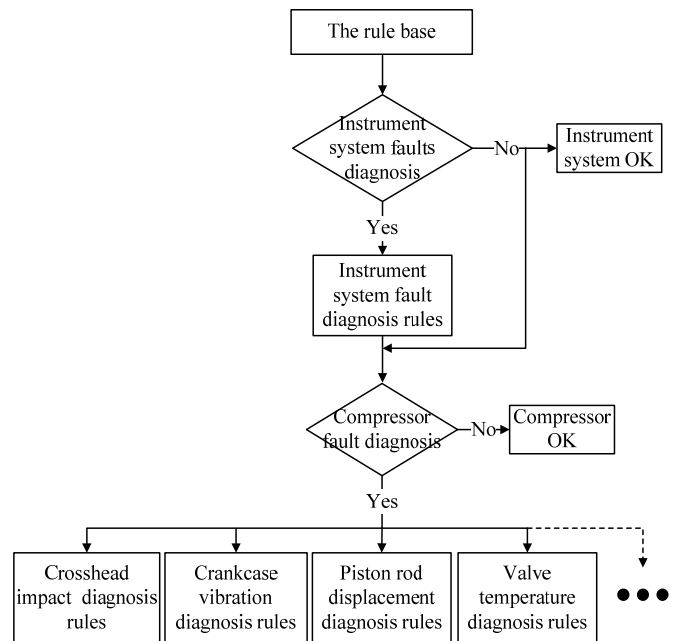 The rule base
Instrument
system faults
diagnosis
No
Instrument
system OK
Yes
Instrument
system fault
diagnosis rules
Compressor
fault diagnosis
No
Compressor
OK
Yes
Crosshead
impact diagnosis
rules
Crankcase
vibration
diagnosis rules
Piston rod
displacement
diagnosis rules
Valve
temperature
diagnosis rules